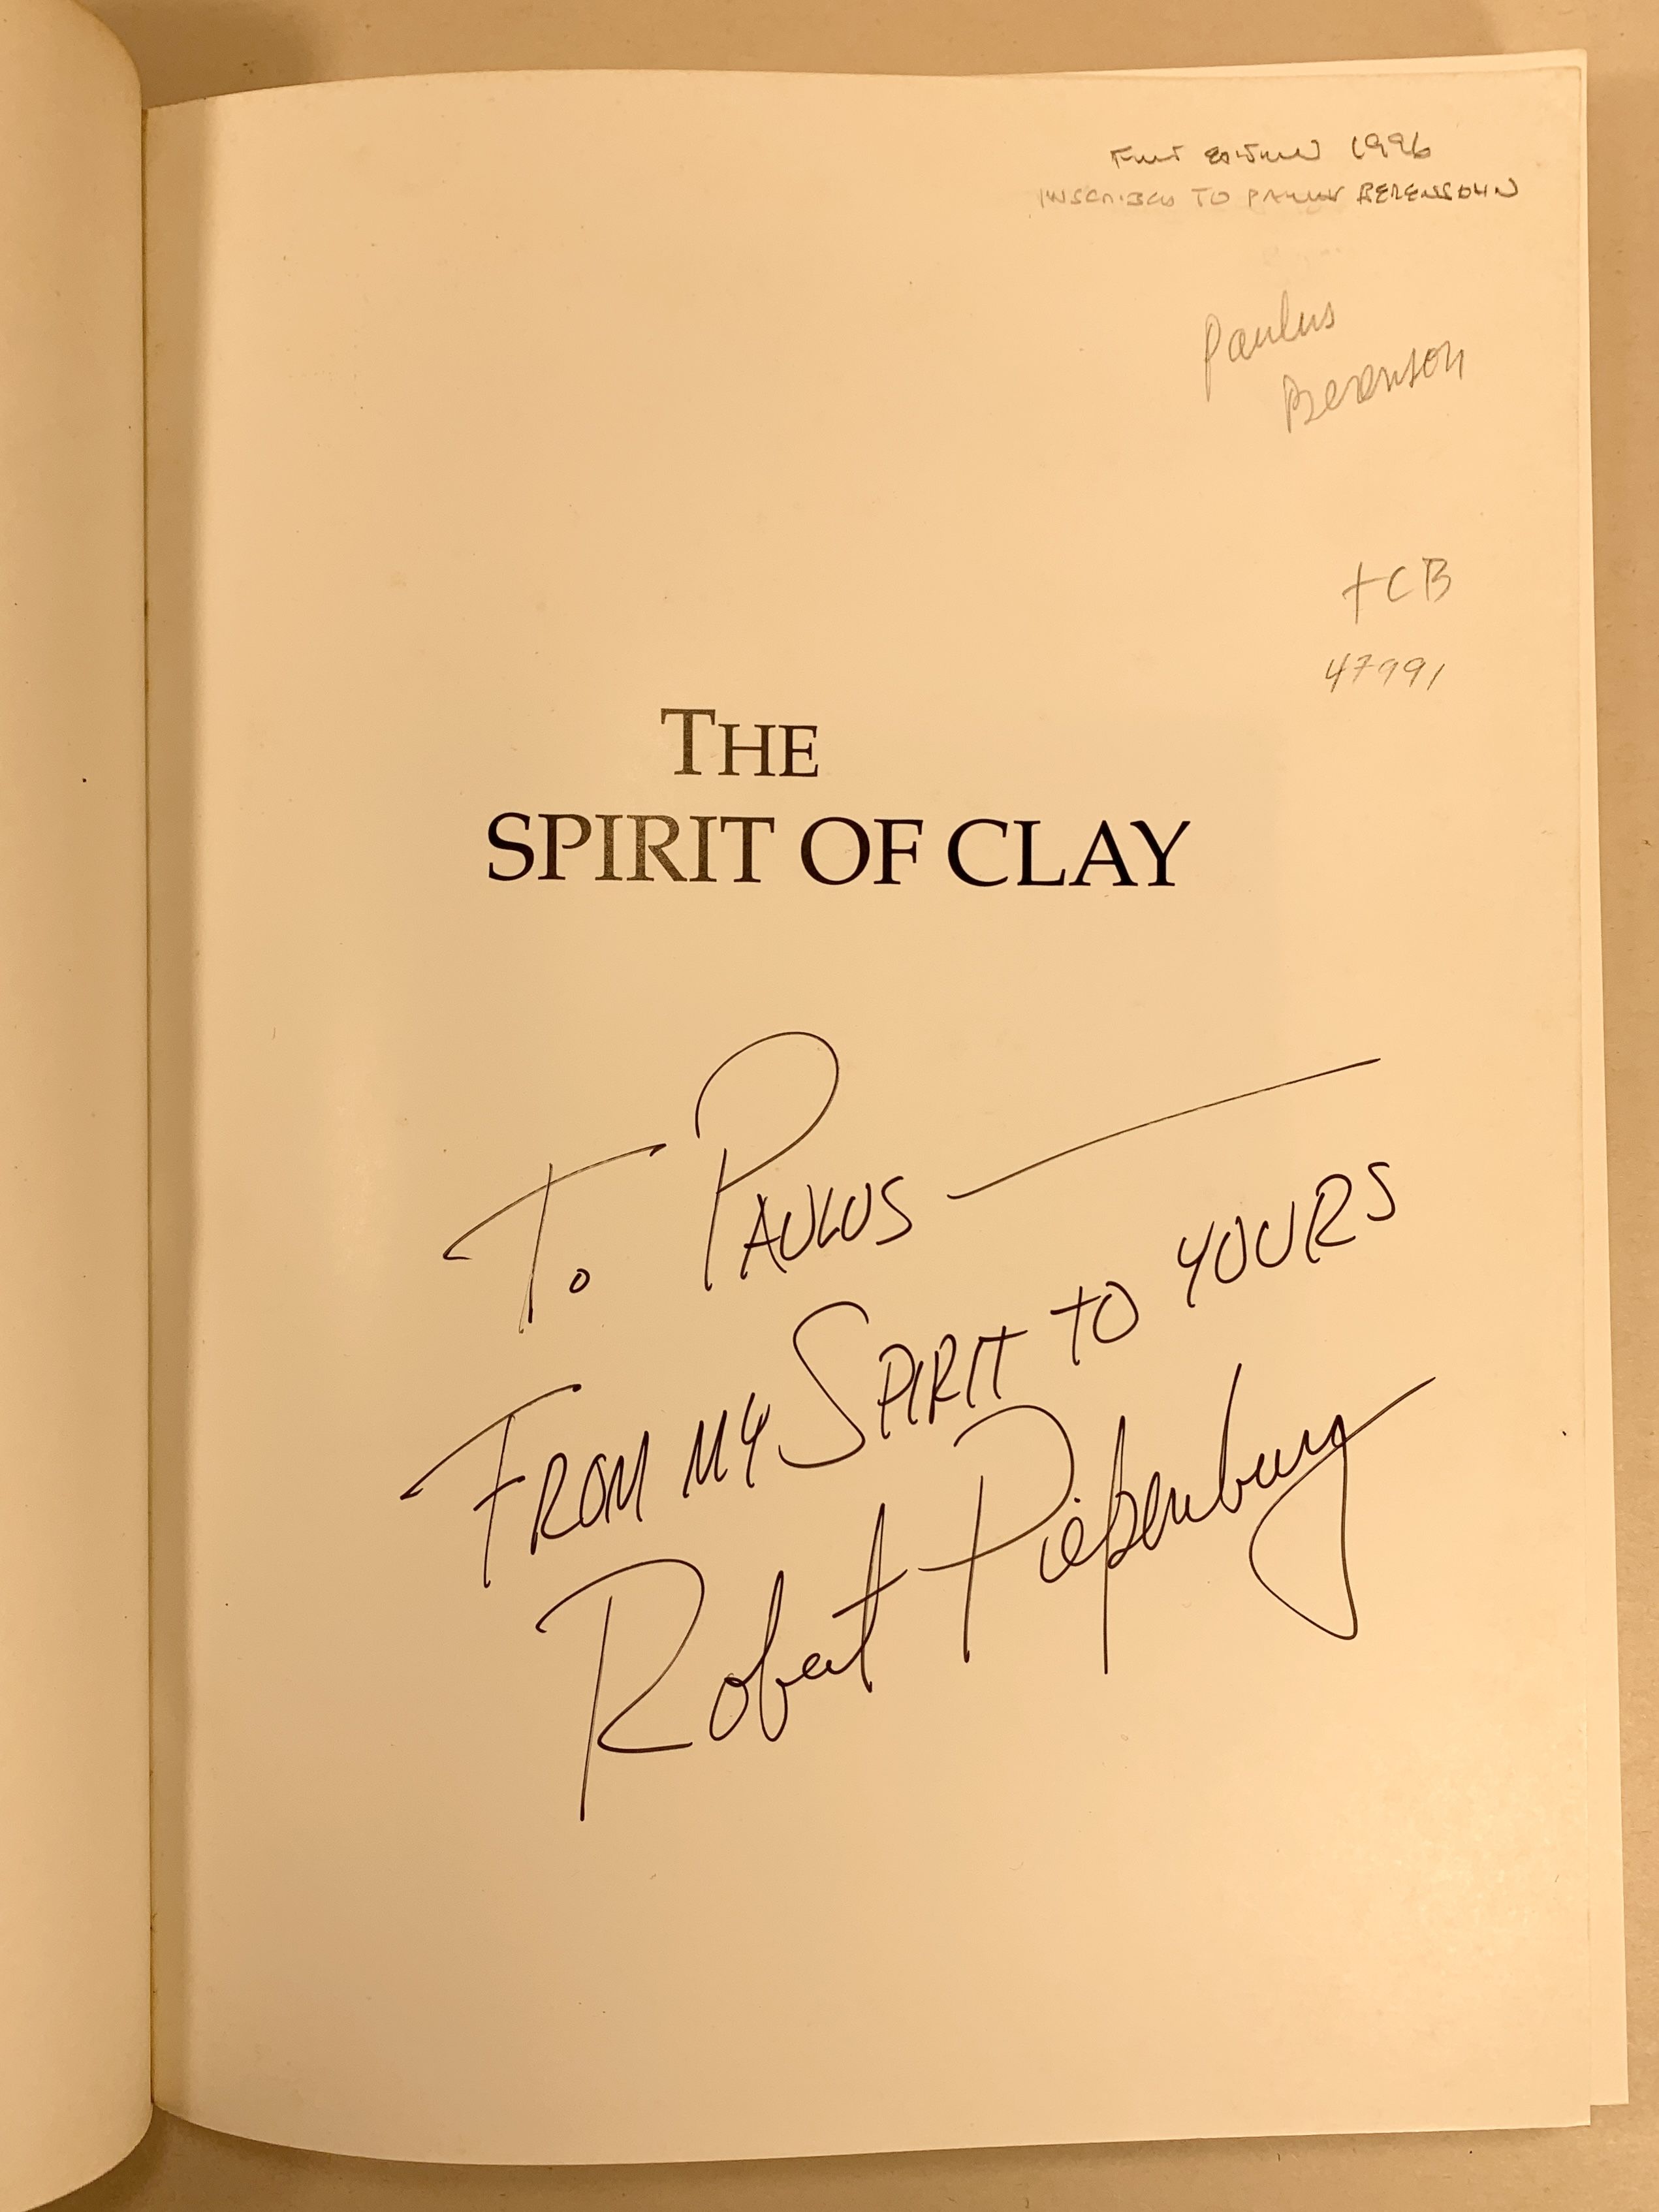 FIRST EDITION 1996
INSCRIBED TO PAULUS BERENSOHN
Paulus
Berenson
+CB
47991
THE
SPIRIT OF CLAY
To PAULUS —
FROM MY SPIRIT TO YOURS
Robert Piepenburg